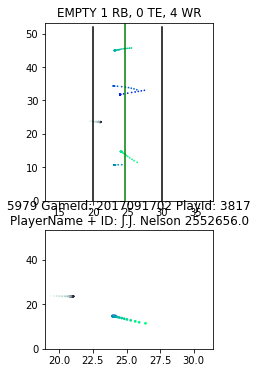 EMPTY 1 RB, 0 TE, 4 WR
50
40
30
20
10
0
15 20 25 30 35
5979 GameId: 2017091702 PlayId: 3817
PlayerName + ID: J.J. Nelson 2552656.0
40
20
0
20.0 22.5 25.0 27.5 30.0